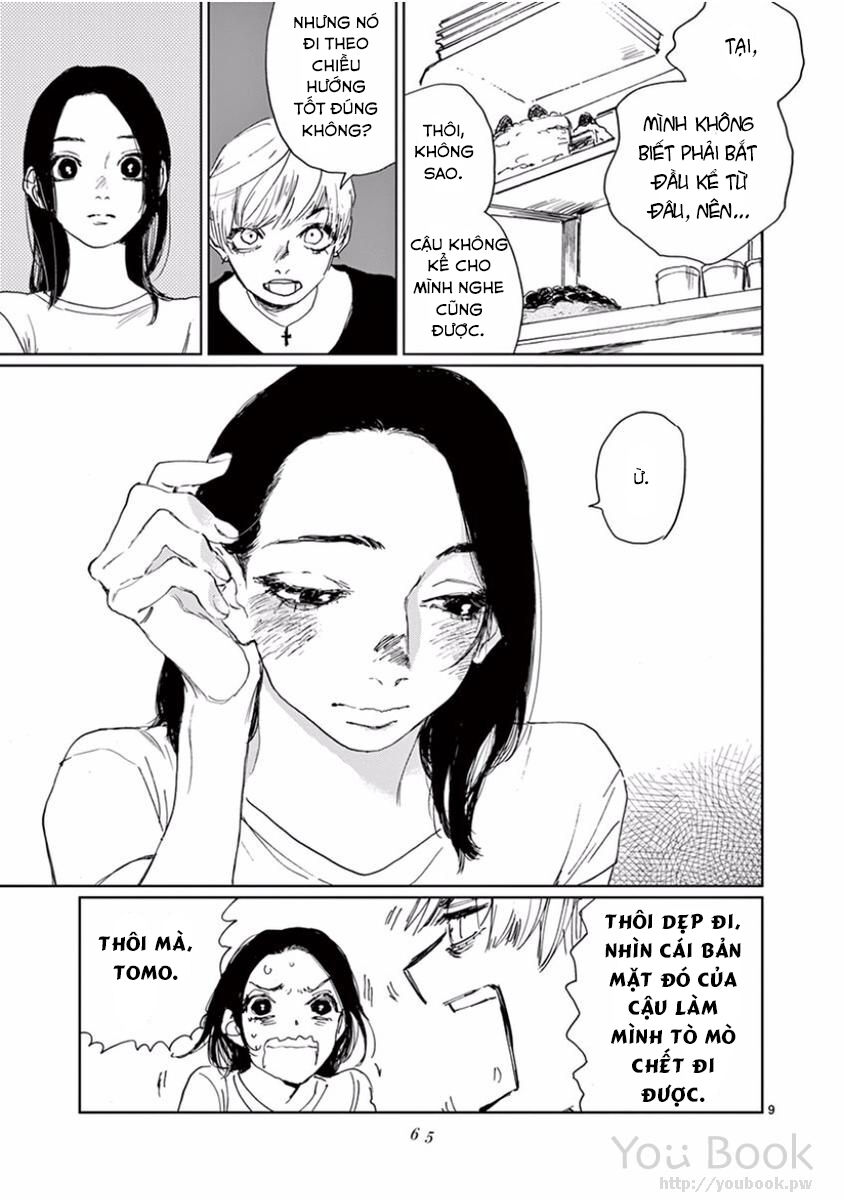 TẠI,
MÌNH KHÔNG
BIẾT PHẢI BẮT
ĐẦU KỂ TỪ
ĐÂU, NÊN...
THÔI,
KHÔNG
SAO.
CẬU KHÔNG
KỂ CHO
MÌNH NGHE
CŨNG
ĐƯỢC.
NHƯNG NÓ
ĐI THEO
CHIỀU
HƯỚNG
TỐT ĐÚNG
KHÔNG?
Ừ.
THÔI DẸP ĐI,
NHÌN CÁI BẢN
MẶT ĐÓ CỦA
CẬU LÀM
MÌNH TÒ MÒ
CHẾT ĐI
ĐƯỢC.
THÔI MÀ,
TOMO.
9
65
You Book
http://youbook.pw